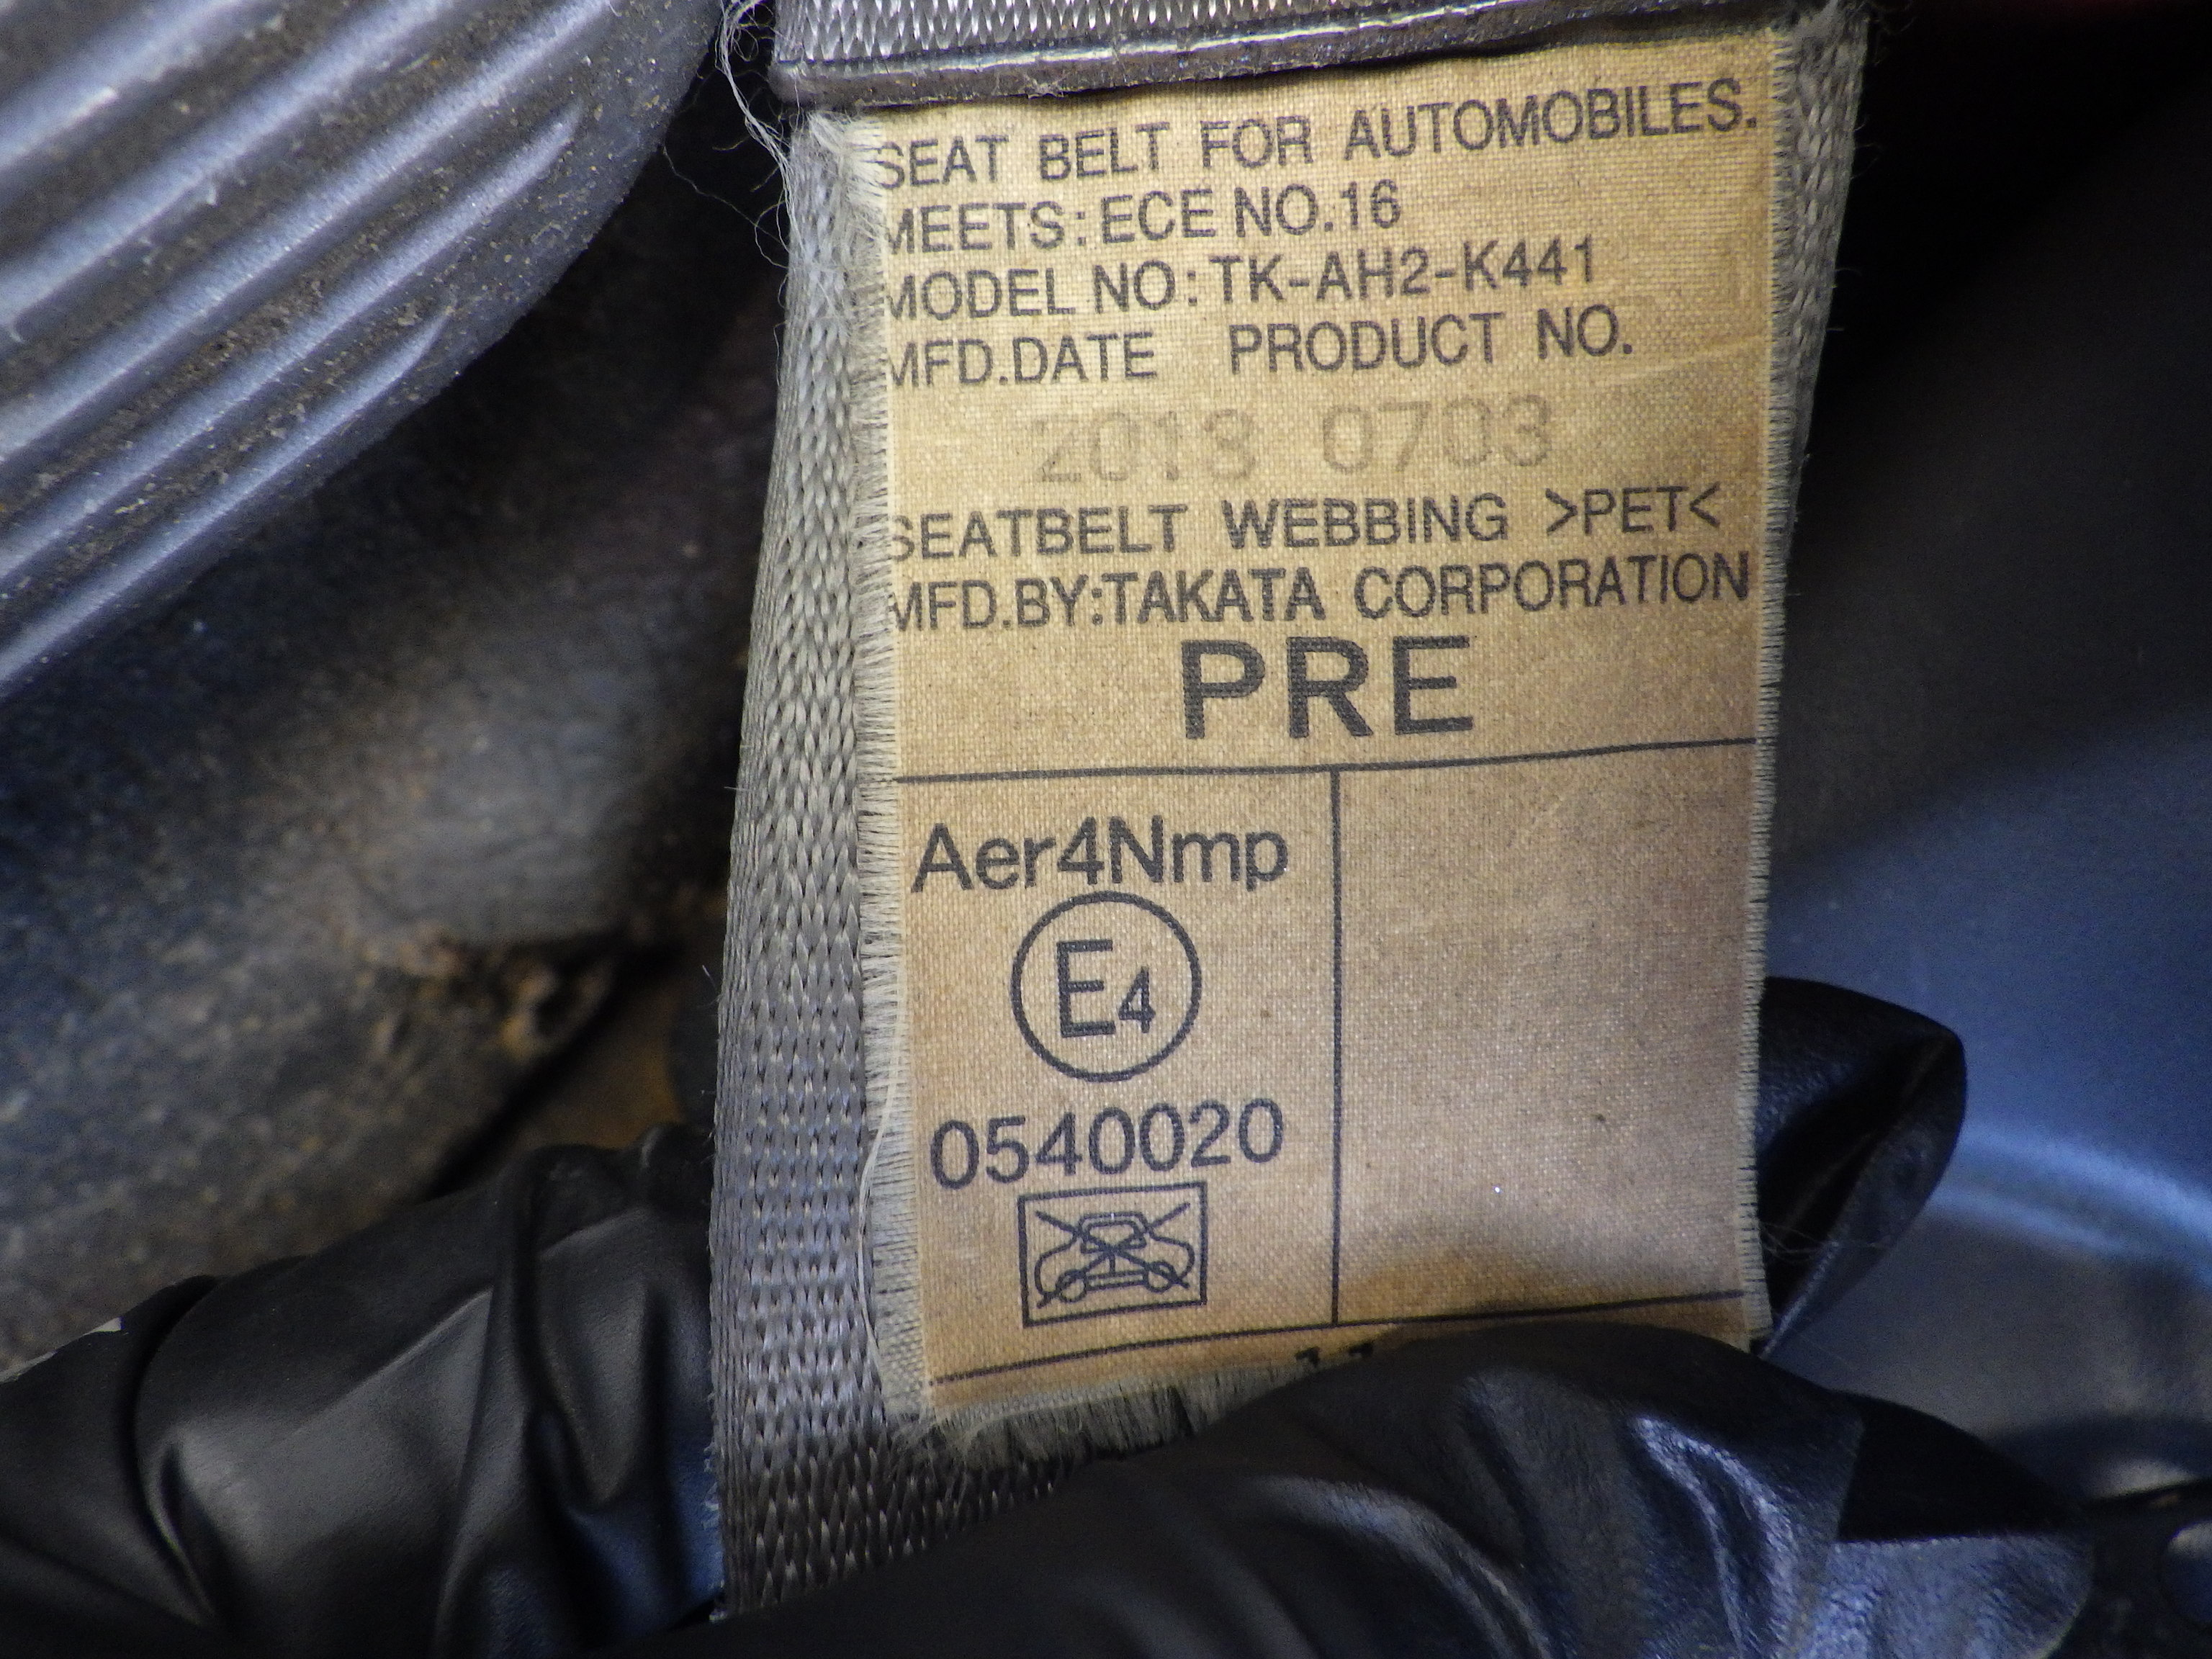 SEAT BELT FOR AUTOMOBILES.
MEETS: ECE NO.16
MODEL NO: TK-AH2-K441
MFD.DATE PRODUCT NO.
2013 0703
SEATBELT WEBBING >PET<
MFD.BY:TAKATA CORPORATION
PRE
Aer4Nmp
E4
0540020